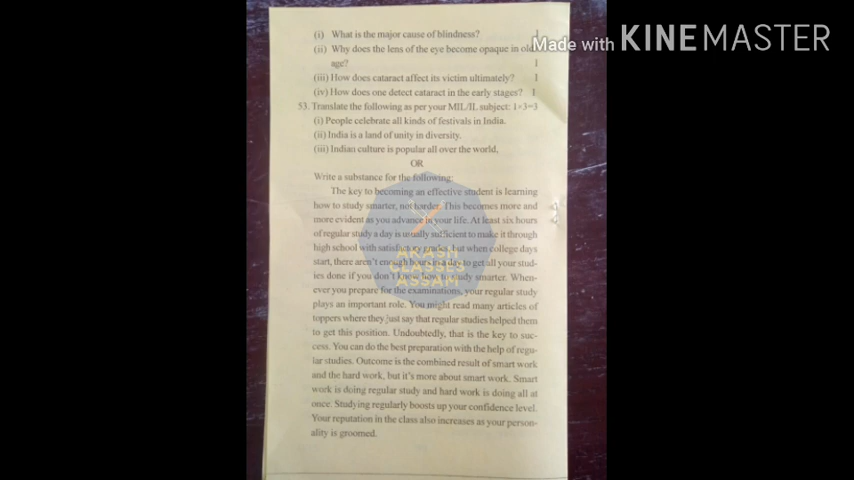 (i) What is the major cause of blindness? 1
(ii) Why does the lens of the eye become opaque in old
age? 1
(iii) How does cataract affect its victim ultimately? 1
(iv) How does one detect cataract in the early stages? 1
53. Translate the following as per your MIL/IL subject: 1×3=3
(i) People celebrate all kinds of festivals in India.
(ii) India is a land of unity in diversity.
(iii) Indian culture is popular all over the world,
OR
Write a substance for the following:
The key to becoming an effective student is learning
how to study smarter, not harder. This becomes more and
more evident as you advance in your life. At least six hours
of regular study a day is usually sufficient to make it through
high school with satisfactory grades, but when college days
start, there aren't enough hours in a day to get all your stud-
ies done if you don't know how to study smarter. When-
ever you prepare for the examinations, your regular study
plays an important role. You might read many articles of
toppers where they just say that regular studies helped them
to get this position. Undoubtedly, that is the key to suc-
cess. You can do the best preparation with the help of regu-
lar studies. Outcome is the combined result of smart work
and the hard work, but it's more about smart work. Smart
work is doing regular study and hard work is doing all at
once. Studying regularly boosts up your confidence level.
Your reputation in the class also increases as your person-
ality is groomed.
Made with KINEMASTER
AKASH
CLASSES
ASSAM